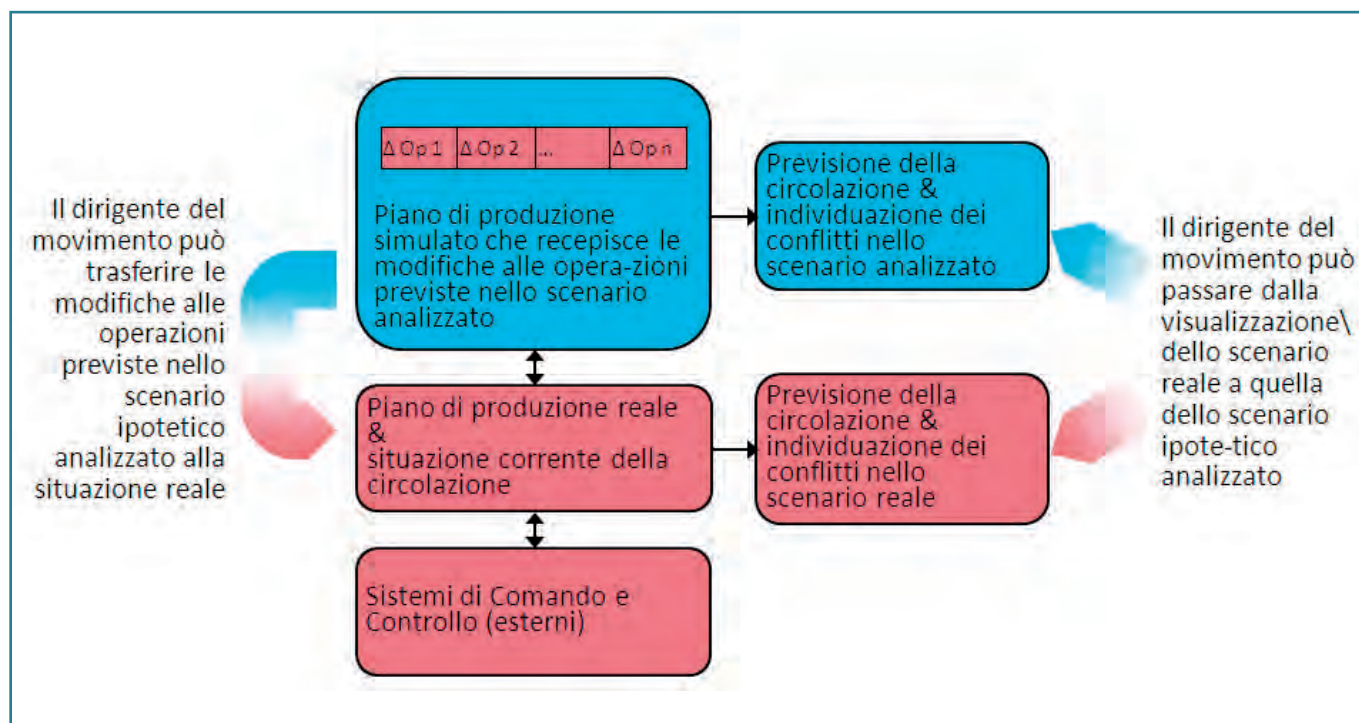 Il dirigente del
movimento può
trasferire le
modifiche alle
operazioni
previste nello
scenario
ipotetico
analizzato alla
situazione reale
Δ Op 1 Δ Op 2 ... Δ Op n
Piano di produzione
simulato che recepisce le
modifiche alle opera-zioni
previste nello scenario
analizzato
Previsione della
circolazione &
individuazione dei
conflitti nello
scenario analizzato
Piano di produzione reale
&
situazione corrente della
circolazione
Previsione della
circolazione &
individuazione dei
conflitti nello
scenario reale
Sistemi di Comando e
Controllo (esterni)
Il dirigente del
movimento può
passare dalla
visualizzazione\
dello scenario
reale a quella
dello scenario
ipote-tico
analizzato